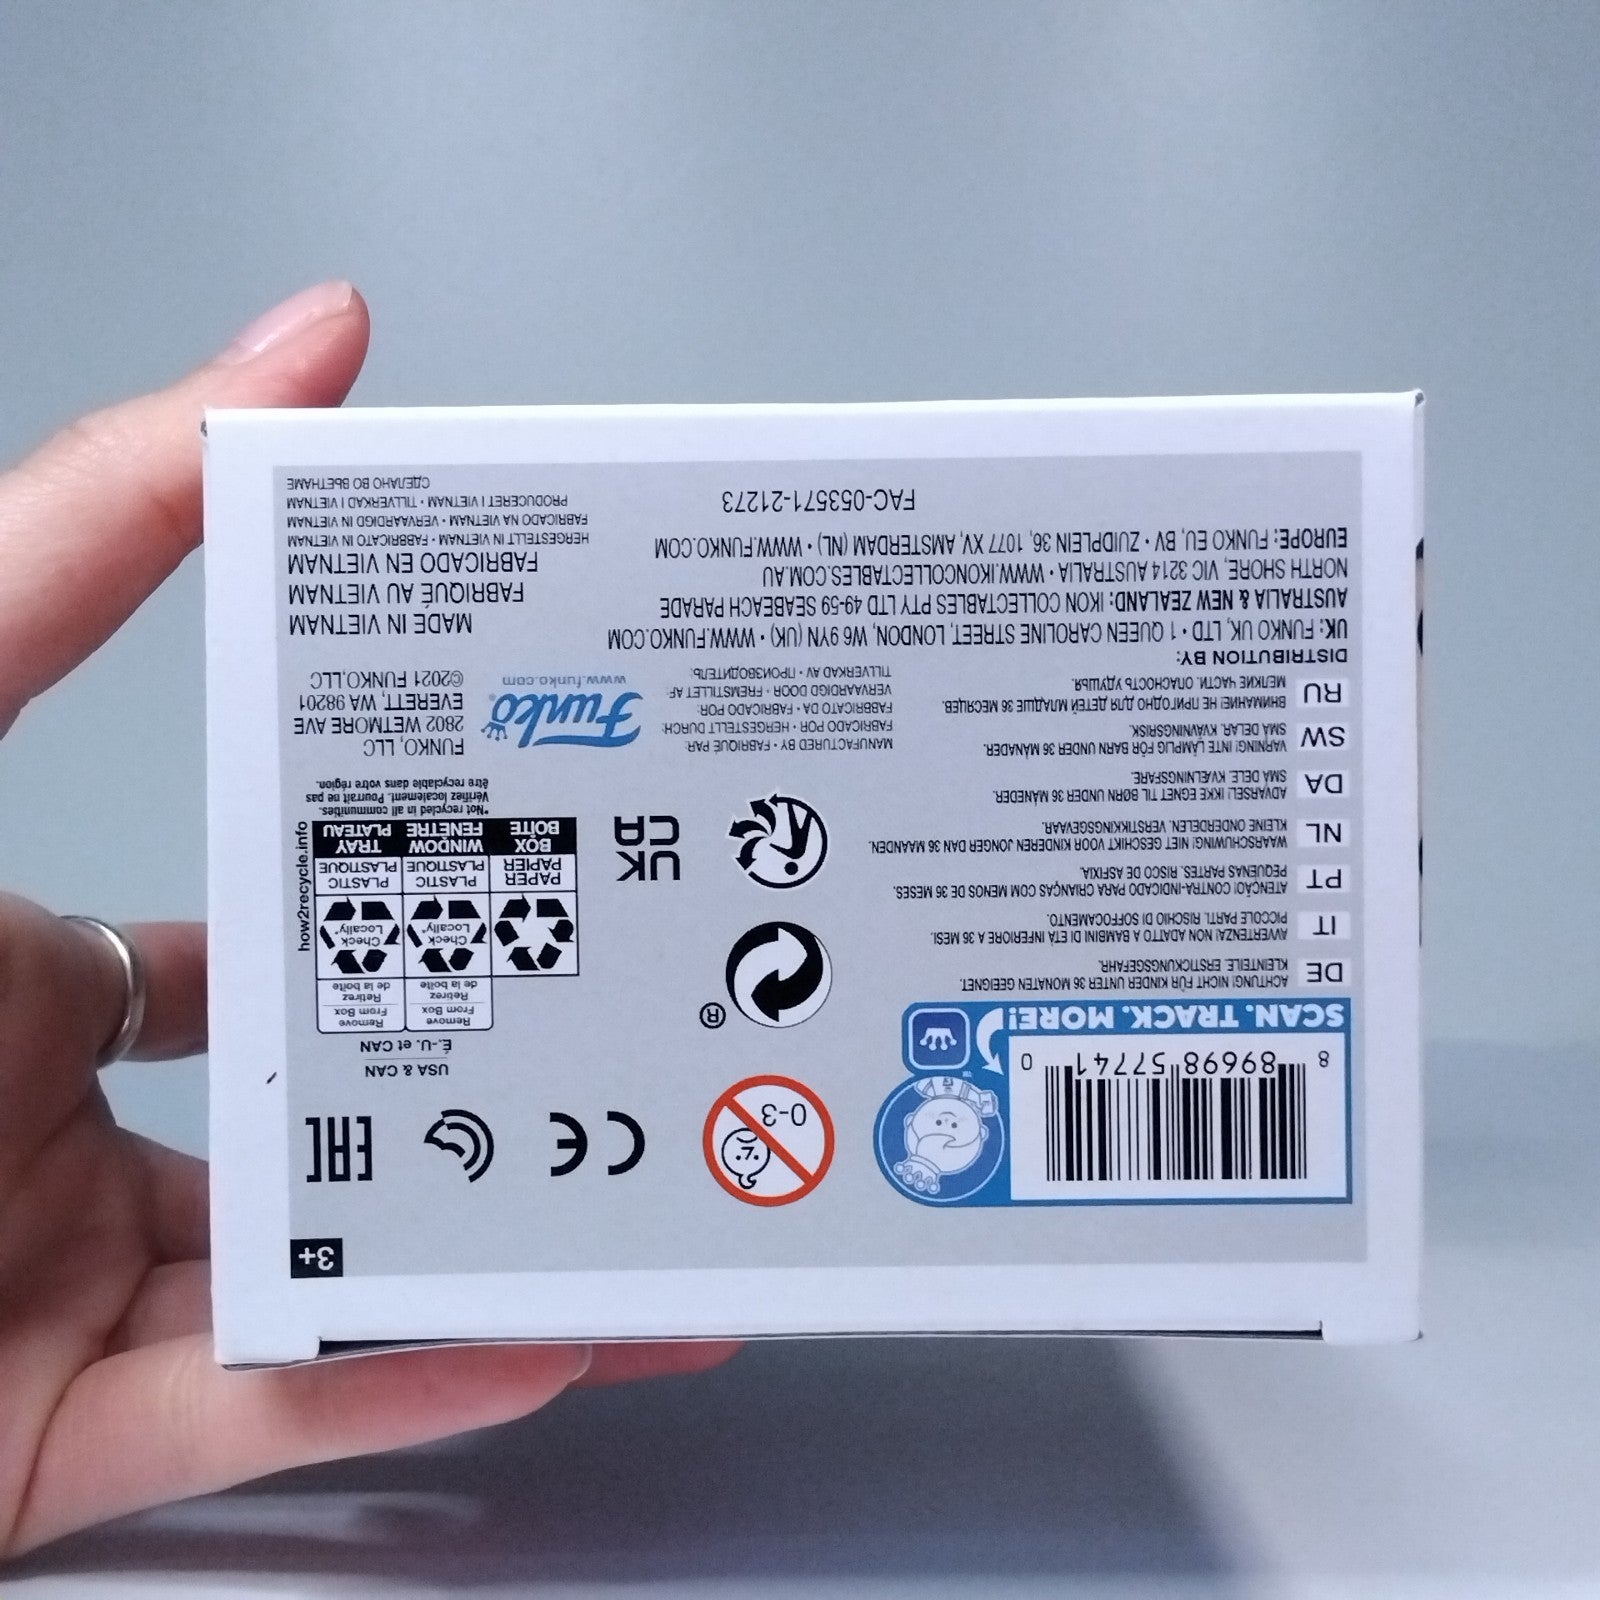 3+
8 89698 57741 0
SCAN. TRACK. MORE!
0-3
CE
EAC
USA & CAN
É.-U. et CAN
Remove
From Box
Retirez
de la boîte
Remove
From Box
Retirez
de la boîte
Check
Locally*
Check
Locally*
PAPER
PAPIER
BOX
BOÎTE
PLASTIC
PLASTIQUE
WINDOW
FENÊTRE
PLASTIC
PLASTIQUE
TRAY
PLATEAU
how2recycle.info
*Not recycled in all communities.
Vérifiez localement. Pourrait ne pas
être recyclable dans votre région.
®
UK
CA
DE
ACHTUNG! NICHT FÜR KINDER UNTER 36 MONATEN GEEIGNET.
KLEINTEILE. ERSTICKUNGSGEFAHR.
IT
AVVERTENZA! NON ADATTO A BAMBINI DI ETÀ INFERIORE A 36 MESI.
PICCOLE PARTI. RISCHIO DI SOFFOCAMENTO.
PT
ATENÇÃO! CONTRA-INDICADO PARA CRIANÇAS COM MENOS DE 36 MESES.
PEQUENAS PARTES. RISCO DE ASFIXIA.
NL
WAARSCHUWING! NIET GESCHIKT VOOR KINDEREN JONGER DAN 36 MAANDEN.
KLEINE ONDERDELEN. VERSTIKKINGSGEVAAR.
DA
ADVARSEL! IKKE EGNET TIL BØRN UNDER 36 MÅNEDER.
SMÅ DELE. KVÆLNINGSFARE.
SW
VARNING! INTE LÄMPLIG FÖR BARN UNDER 36 MÅNADER.
SMÅ DELAR. KVÄVNINGSRISK.
RU
ВНИМАНИЕ! НЕ ПРИГОДНО ДЛЯ ДЕТЕЙ МЛАДШЕ 36 МЕСЯЦЕВ.
МЕЛКИЕ ЧАСТИ. ОПАСНОСТЬ УДУШЬЯ.
MANUFACTURED BY • FABRIQUÉ PAR:
FABRICADO POR • HERGESTELLT DURCH:
FABBRICATO DA • FABRICADO POR:
VERVAARDIGD DOOR • FREMSTILLET AF:
TILLVERKAD AV • ПРОИЗВОДИТЕЛЬ:
Funko®
www.funko.com
FUNKO, LLC
2802 WETMORE AVE
EVERETT, WA 98201
©2021 FUNKO,LLC
DISTRIBUTION BY:
UK: FUNKO UK, LTD • 1 QUEEN CAROLINE STREET, LONDON, W6 9YN (UK) • WWW.FUNKO.COM
AUSTRALIA & NEW ZEALAND: IKON COLLECTABLES PTY LTD 49-59 SEABEACH PARADE
NORTH SHORE, VIC 3214 AUSTRALIA • WWW.IKONCOLLECTABLES.COM.AU
EUROPE: FUNKO EU, BV • ZUIDPLEIN 36, 1077 XV, AMSTERDAM (NL) • WWW.FUNKO.COM
FAC-053571-21273
MADE IN VIETNAM
FABRIQUÉ AU VIETNAM
FABRICADO EN VIETNAM
HERGESTELLT IN VIETNAM • FABBRICATO IN VIETNAM
FABRICADO NA VIETNAM • VERVAARDIGD IN VIETNAM
PRODUCERET I VIETNAM • TILLVERKAD I VIETNAM
СДЕЛАНО ВО ВЬЕТНАМЕ